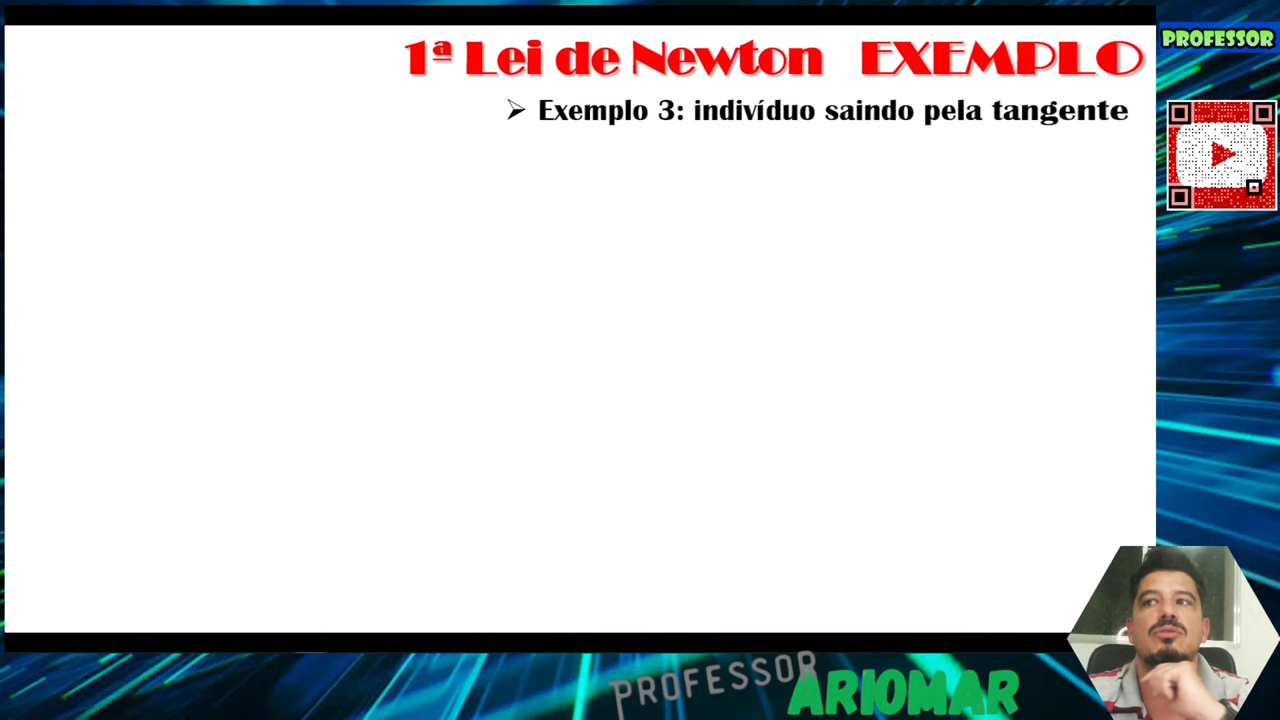 1ª Lei de Newton EXEMPLO
PROFESSOR
➢ Exemplo 3: indivíduo saindo pela tangente
PROFESSOR
ARIOMAR